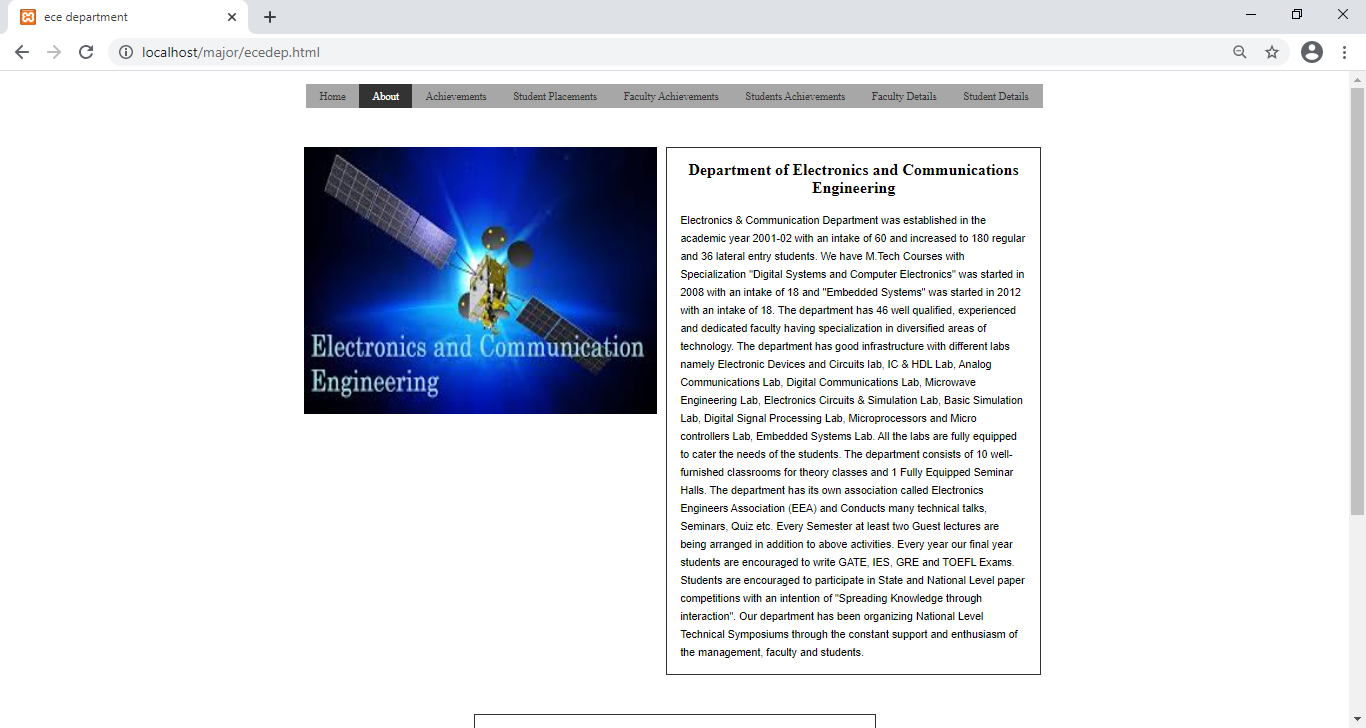 ece department
localhost/major/ecedep.html
Home About Achievements Student Placements Faculty Achievements Students Achievements Faculty Details Student Details
Electronics and Communication
Engineering
Department of Electronics and Communications
Engineering
Electronics & Communication Department was established in the
academic year 2001-02 with an intake of 60 and increased to 180 regular
and 36 lateral entry students. We have M.Tech Courses with
Specialization "Digital Systems and Computer Electronics" was started in
2008 with an intake of 18 and "Embedded Systems" was started in 2012
with an intake of 18. The department has 46 well qualified, experienced
and dedicated faculty having specialization in diversified areas of
technology. The department has good infrastructure with different labs
namely Electronic Devices and Circuits lab, IC & HDL Lab, Analog
Communications Lab, Digital Communications Lab, Microwave
Engineering Lab, Electronics Circuits & Simulation Lab, Basic Simulation
Lab, Digital Signal Processing Lab, Microprocessors and Micro
controllers Lab, Embedded Systems Lab. All the labs are fully equipped
to cater the needs of the students. The department consists of 10 well-
furnished classrooms for theory classes and 1 Fully Equipped Seminar
Halls. The department has its own association called Electronics
Engineers Association (EEA) and Conducts many technical talks,
Seminars, Quiz etc. Every Semester at least two Guest lectures are
being arranged in addition to above activities. Every year our final year
students are encouraged to write GATE, IES, GRE and TOEFL Exams.
Students are encouraged to participate in State and National Level paper
competitions with an intention of "Spreading Knowledge through
interaction". Our department has been organizing National Level
Technical Symposiums through the constant support and enthusiasm of
the management, faculty and students.